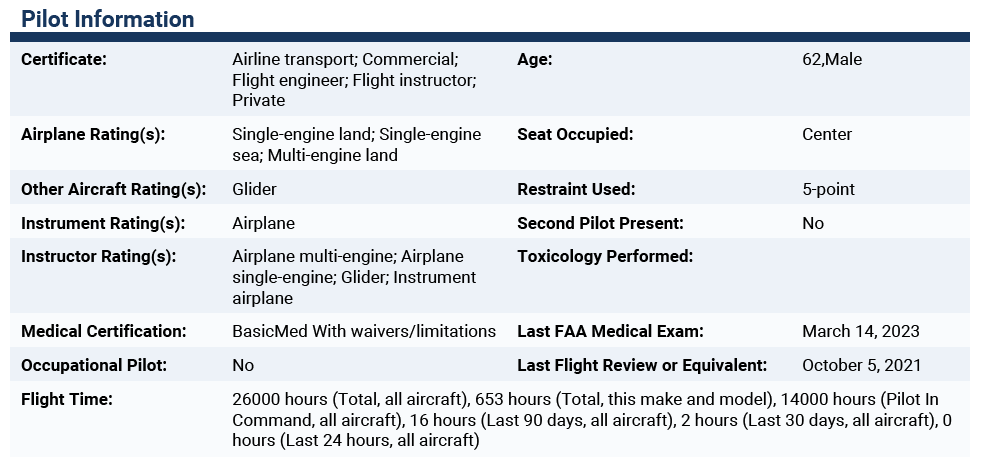 Pilot Information
Certificate: Airline transport; Commercial; Age: 62,Male
Flight engineer; Flight instructor;
Private
Airplane Rating(s): Single-engine land; Single-engine Seat Occupied: Center
sea; Multi-engine land
Other Aircraft Rating(s): Glider Restraint Used: 5-point
Instrument Rating(s): Airplane Second Pilot Present: No
Instructor Rating(s): Airplane multi-engine; Airplane Toxicology Performed:
single-engine; Glider; Instrument
airplane
Medical Certification: BasicMed With waivers/limitations Last FAA Medical Exam: March 14, 2023
Occupational Pilot: No Last Flight Review or Equivalent: October 5, 2021
Flight Time: 26000 hours (Total, all aircraft), 653 hours (Total, this make and model), 14000 hours (Pilot In
Command, all aircraft), 16 hours (Last 90 days, all aircraft), 2 hours (Last 30 days, all aircraft), 0
hours (Last 24 hours, all aircraft)